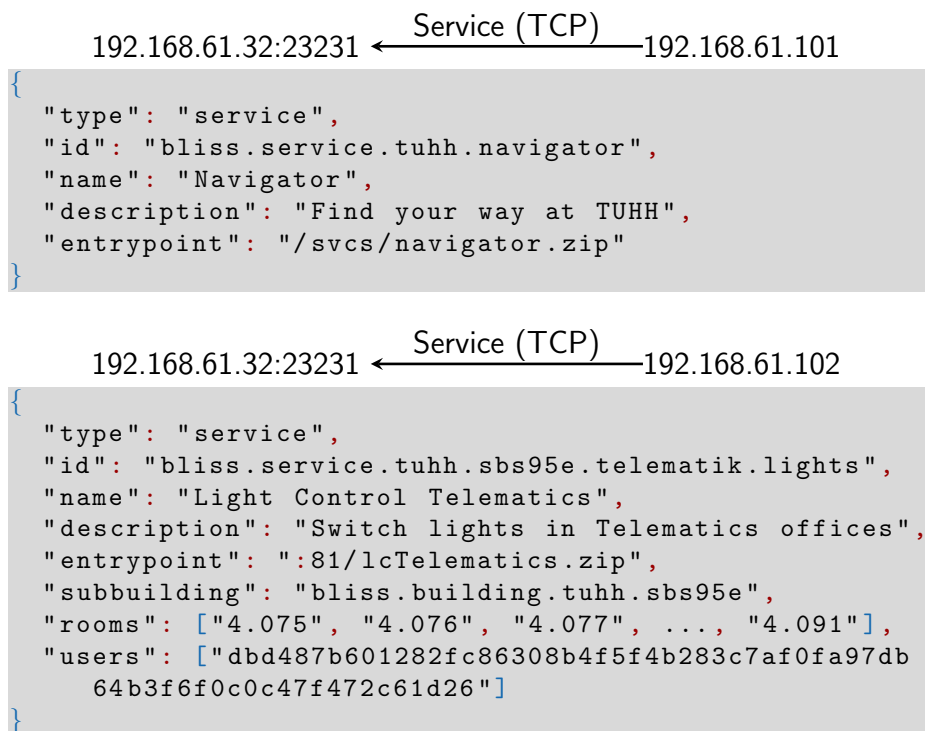 Service (TCP)
192.168.61.32:23231 ← 192.168.61.101
{
"type": "service",
"id": "bliss.service.tuhh.navigator",
"name": "Navigator",
"description": "Find your way at TUHH",
"entrypoint": "/svcs/navigator.zip"
}
Service (TCP)
192.168.61.32:23231 ← 192.168.61.102
{
"type": "service",
"id": "bliss.service.tuhh.sbs95e.telematik.lights",
"name": "Light Control Telematics",
"description": "Switch lights in Telematics offices",
"entrypoint": ":81/lcTelematics.zip",
"subbuilding": "bliss.building.tuhh.sbs95e",
"rooms": ["4.075", "4.076", "4.077", ..., "4.091"],
"users": ["dbd487b601282fc86308b4f5f4b283c7af0fa97db
64b3f6f0c0c47f472c61d26"]
}